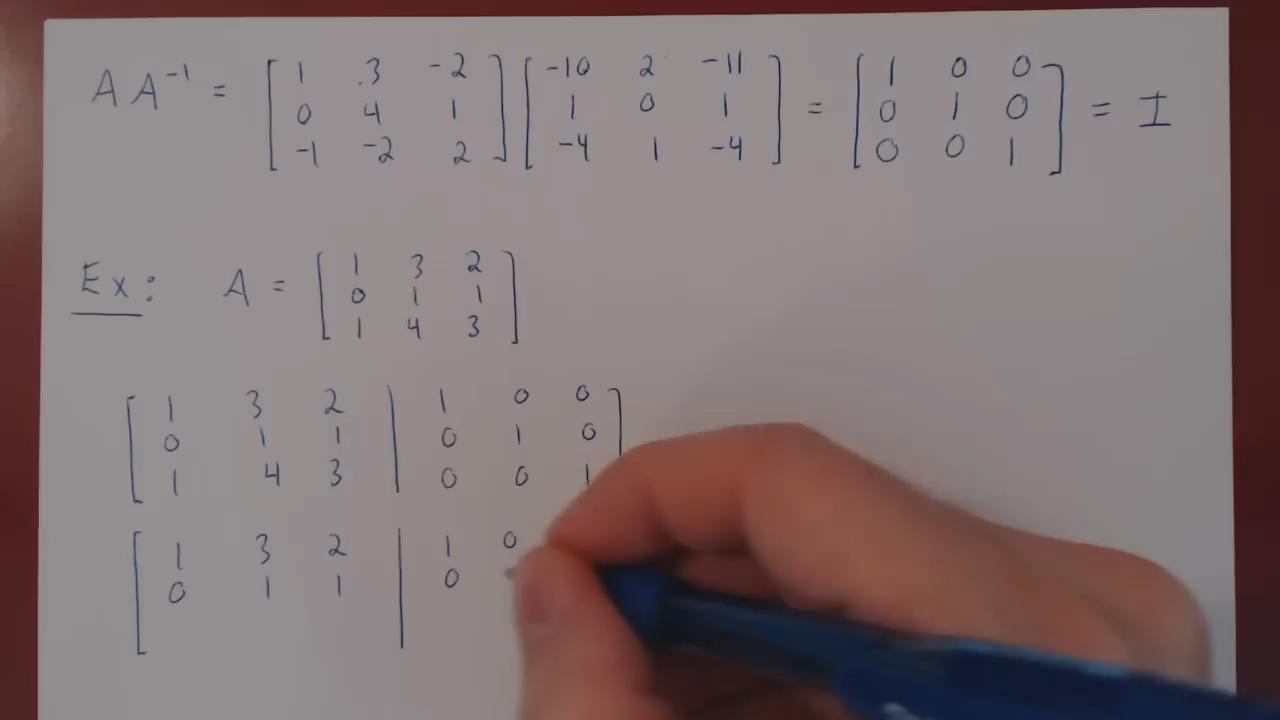 A A⁻¹ = [ 1 3 -2 ] [ -10 2 -11 ] = [ 1 0 0 ] = I
0 4 1 1 0 1 0 1 0
-1 -2 2 -4 1 -4 0 0 1
Ex: A = [ 1 3 2 ]
0 1 1
1 4 3
[ 1 3 2 | 1 0 0 ]
0 1 1 | 0 1 0
1 4 3 | 0 0 1
[ 1 3 2 | 1 0
0 1 1 | 0